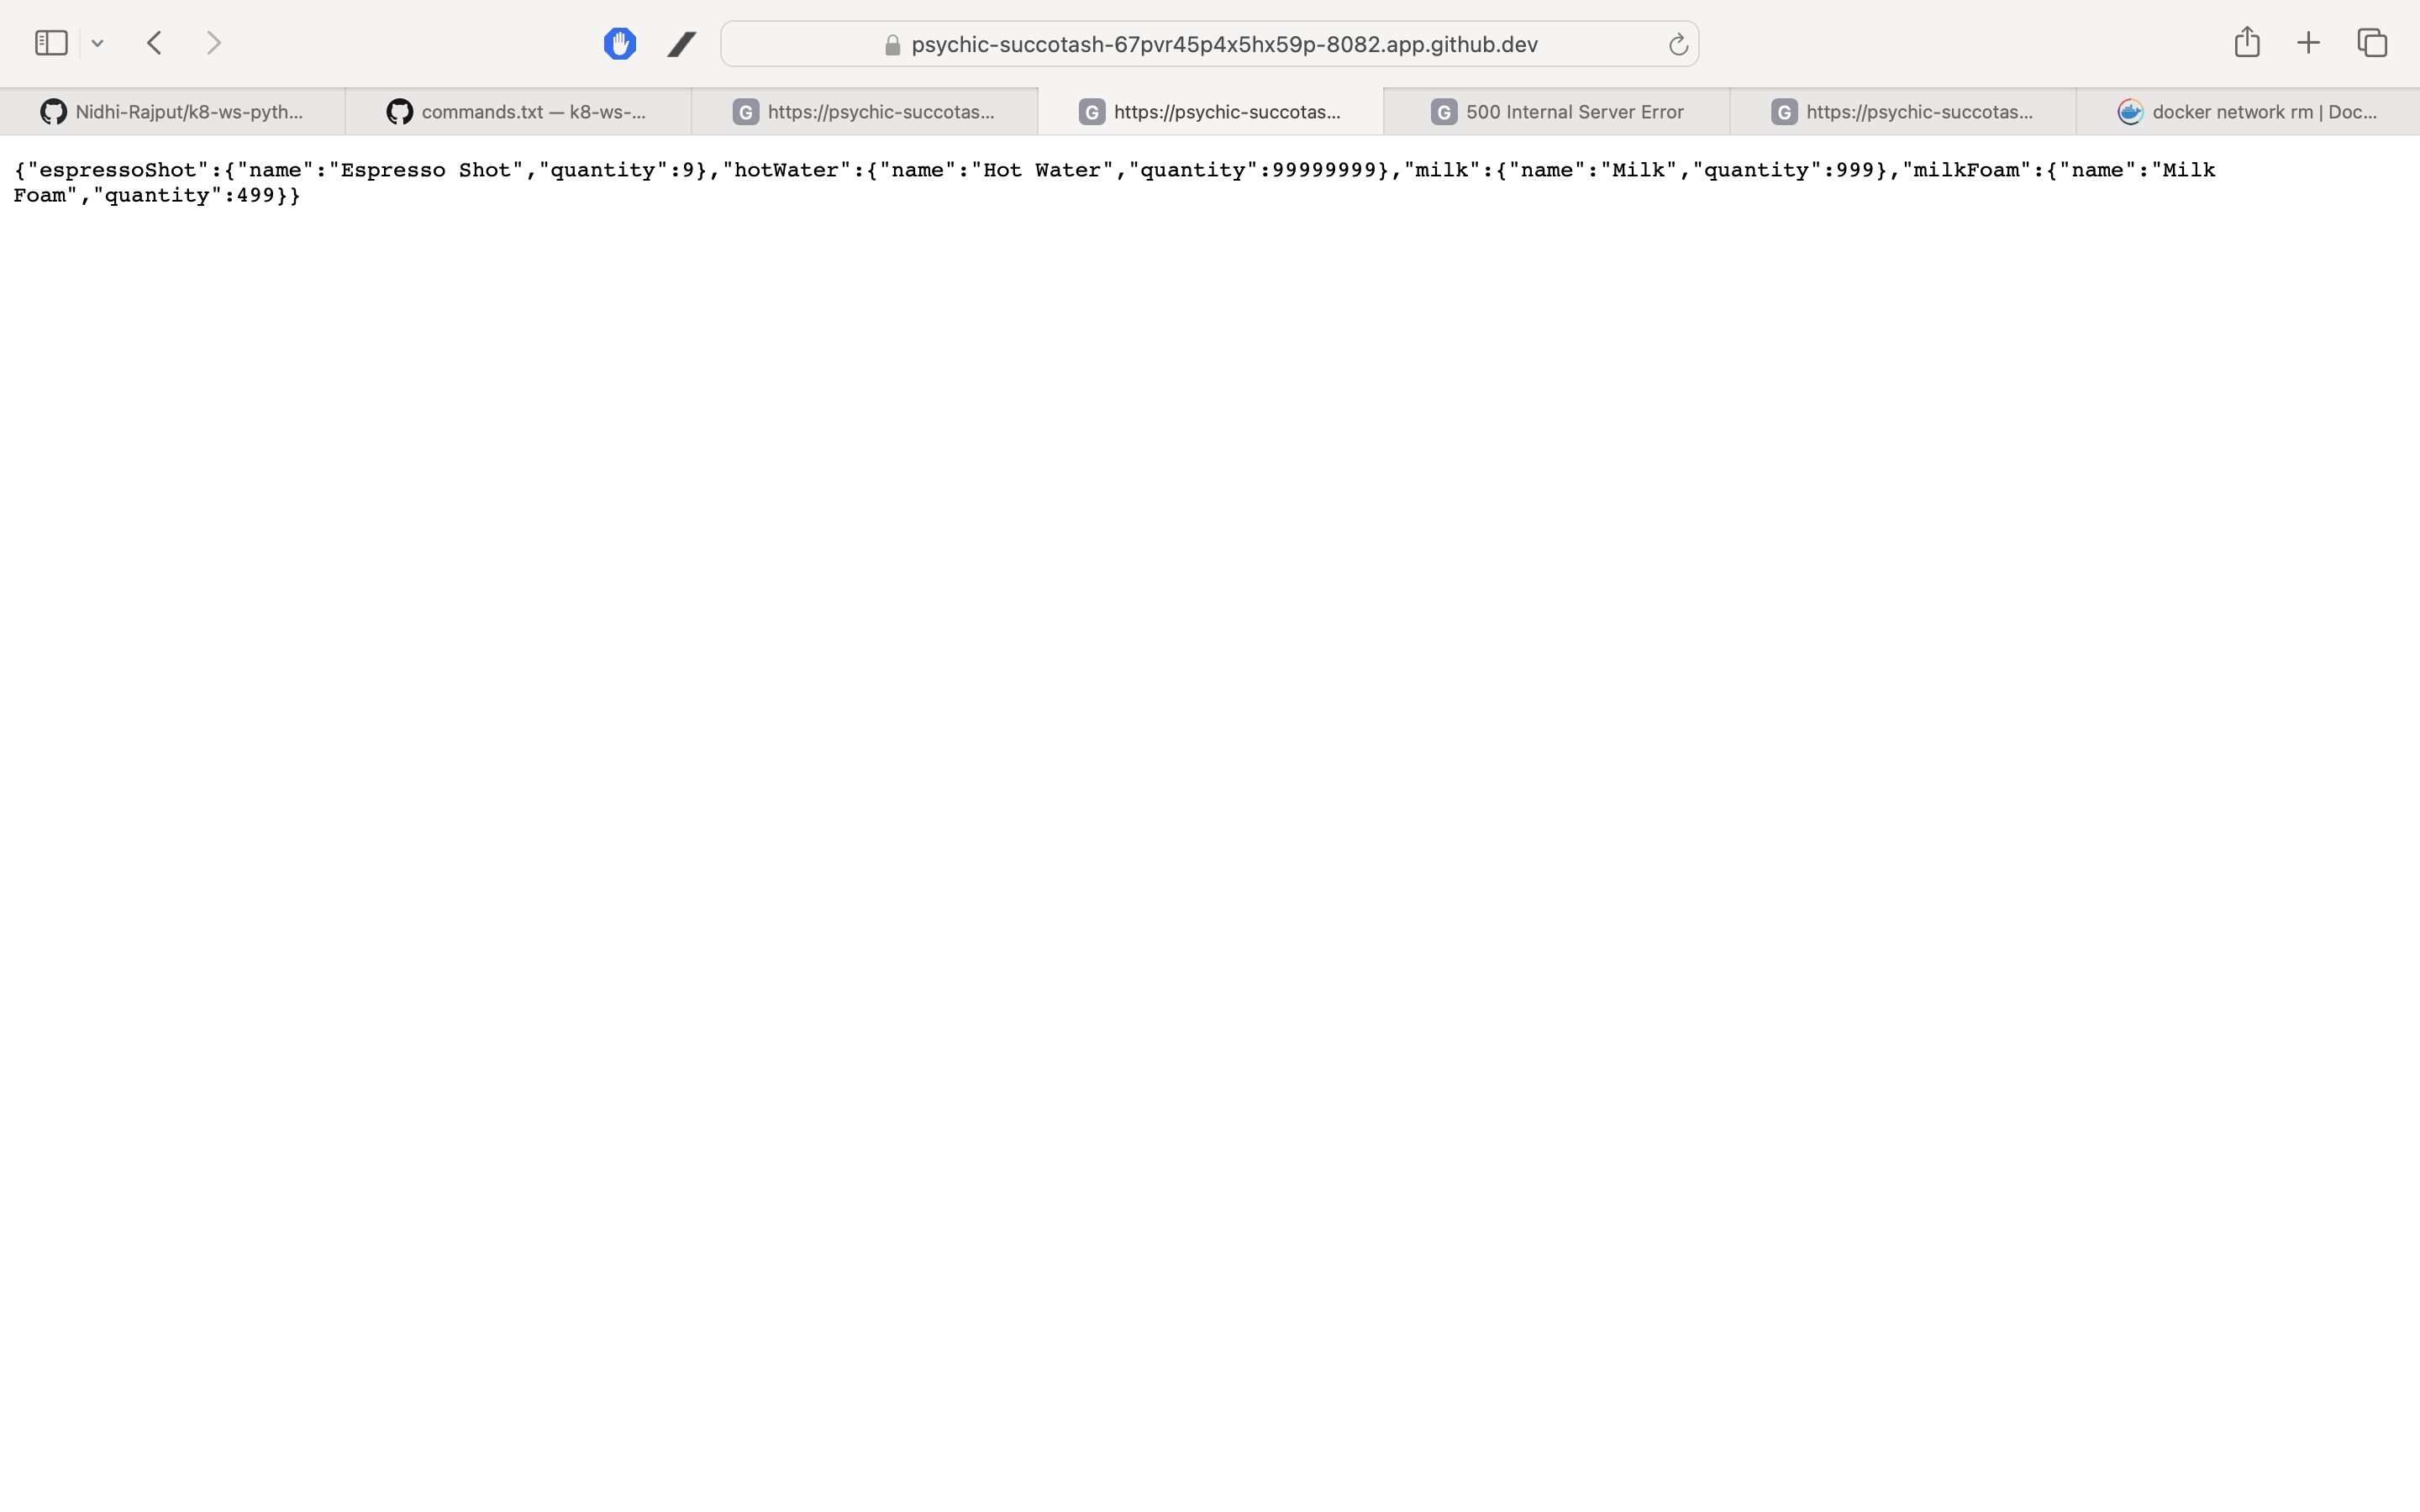 psychic-succotash-67pvr45p4x5hx59p-8082.app.github.dev
Nidhi-Rajput/k8-ws-pyth...
commands.txt — k8-ws-...
G https://psychic-succotas...
G https://psychic-succotas...
G 500 Internal Server Error
G https://psychic-succotas...
docker network rm | Doc...
{"espressoShot":{"name":"Espresso Shot","quantity":9},"hotWater":{"name":"Hot Water","quantity":99999999},"milk":{"name":"Milk","quantity":999},"milkFoam":{"name":"Milk
Foam","quantity":499}}